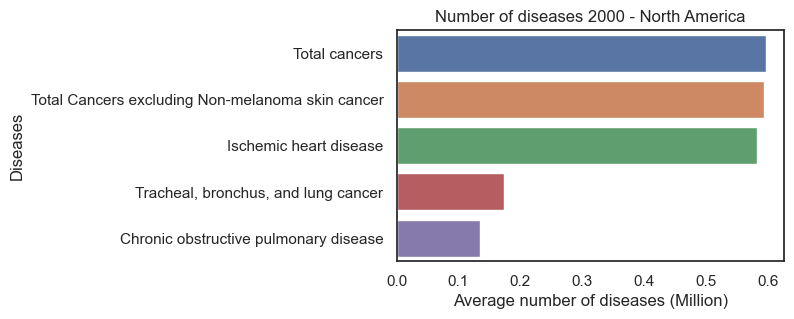 Number of diseases 2000 - North America
Diseases
Total cancers
Total Cancers excluding Non-melanoma skin cancer
Ischemic heart disease
Tracheal, bronchus, and lung cancer
Chronic obstructive pulmonary disease
0.0 0.1 0.2 0.3 0.4 0.5 0.6
Average number of diseases (Million)